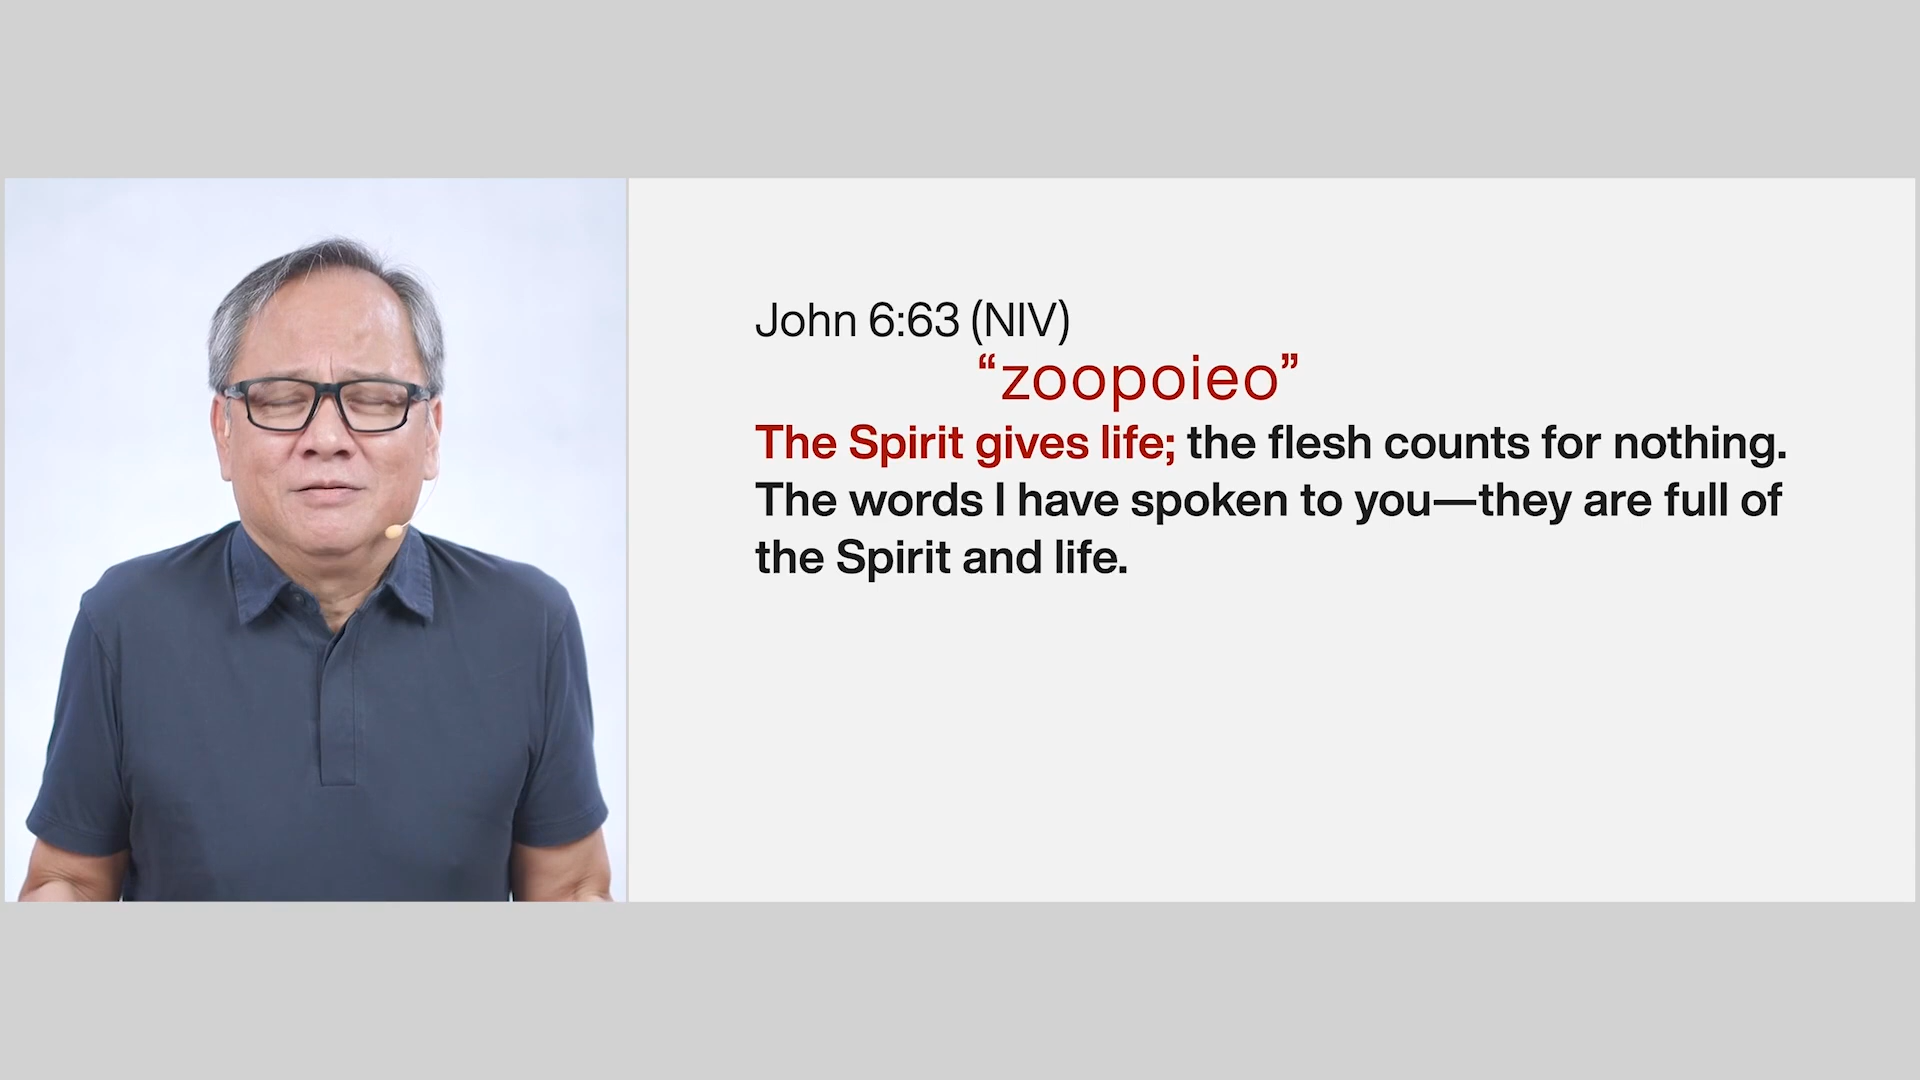 John 6:63 (NIV)
“zoopoieo”
The Spirit gives life; the flesh counts for nothing.
The words I have spoken to you—they are full of
the Spirit and life.